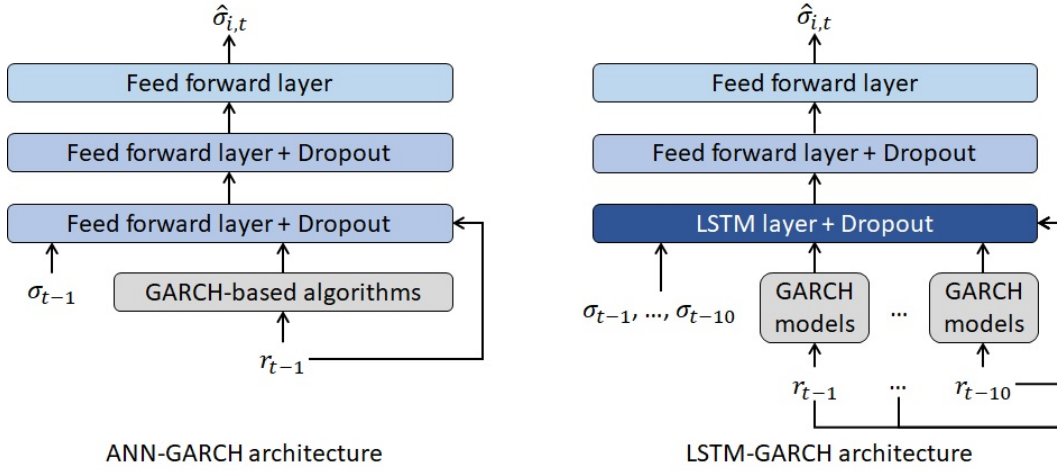 σ̂i,t
Feed forward layer
Feed forward layer + Dropout
Feed forward layer + Dropout
σt−1
GARCH-based algorithms
rt−1
ANN-GARCH architecture
σ̂i,t
Feed forward layer
Feed forward layer + Dropout
LSTM layer + Dropout
σt−1, …, σt−10
GARCH models
...
GARCH models
rt−1
...
rt−10
LSTM-GARCH architecture